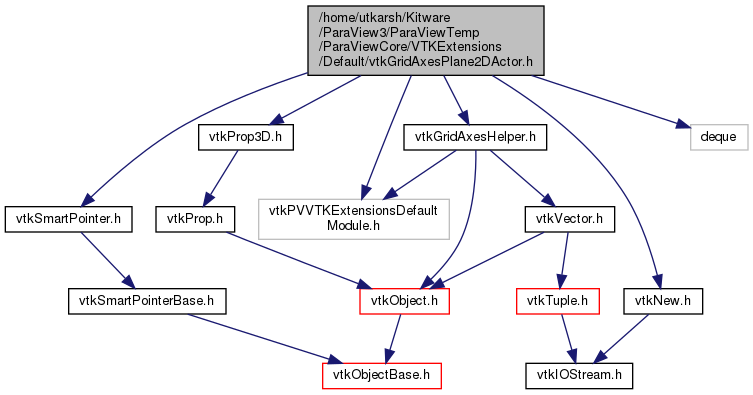 /home/utkarsh/Kitware
/ParaView3/ParaViewTemp
/ParaViewCore/VTKExtensions
/Default/vtkGridAxesPlane2DActor.h
vtkProp3D.h
vtkGridAxesHelper.h
deque
vtkSmartPointer.h
vtkProp.h
vtkPVVTKExtensionsDefault
Module.h
vtkVector.h
vtkSmartPointerBase.h
vtkObject.h
vtkTuple.h
vtkNew.h
vtkObjectBase.h
vtkIOStream.h